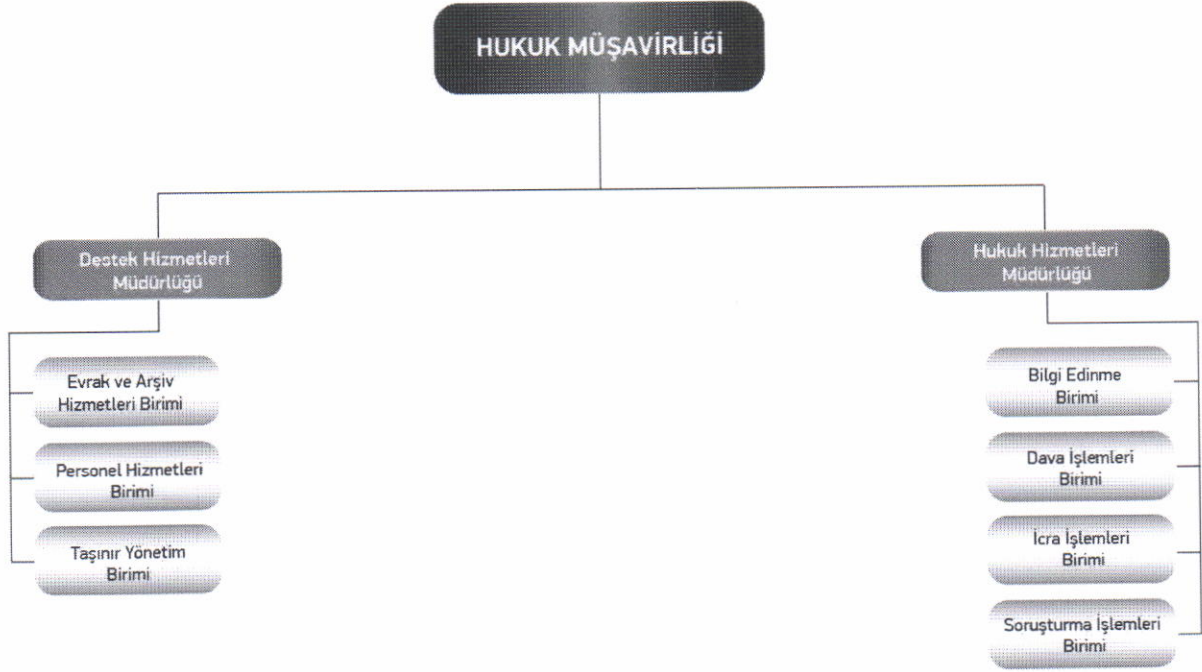 HUKUK MÜŞAVİRLİĞİ
Destek Hizmetleri
Müdürlüğü
Evrak ve Arşiv
Hizmetleri Birimi
Personel Hizmetleri
Birimi
Taşınır Yönetim
Birimi
Hukuk Hizmetleri
Müdürlüğü
Bilgi Edinme
Birimi
Dava İşlemleri
Birimi
İcra İşlemleri
Birimi
Soruşturma İşlemleri
Birimi